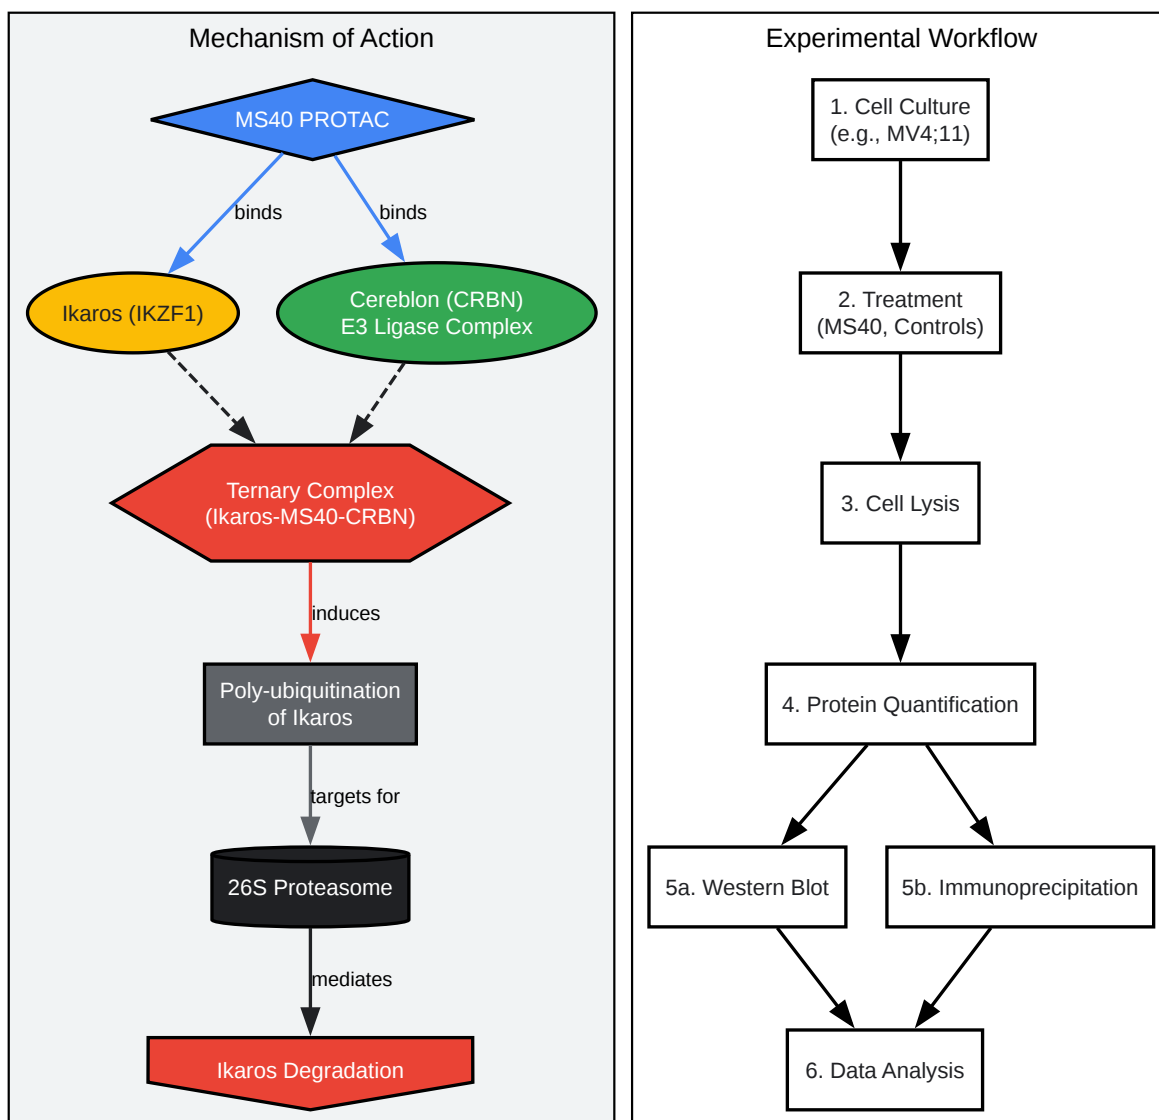 Mechanism of Action
MS40 PROTAC
binds
binds
Ikaros (IKZF1)
Cereblon (CRBN)
E3 Ligase Complex
Ternary Complex
(Ikaros-MS40-CRBN)
induces
Poly-ubiquitination
of Ikaros
targets for
26S Proteasome
mediates
Ikaros Degradation
Experimental Workflow
1. Cell Culture
(e.g., MV4;11)
2. Treatment
(MS40, Controls)
3. Cell Lysis
4. Protein Quantification
5a. Western Blot
5b. Immunoprecipitation
6. Data Analysis